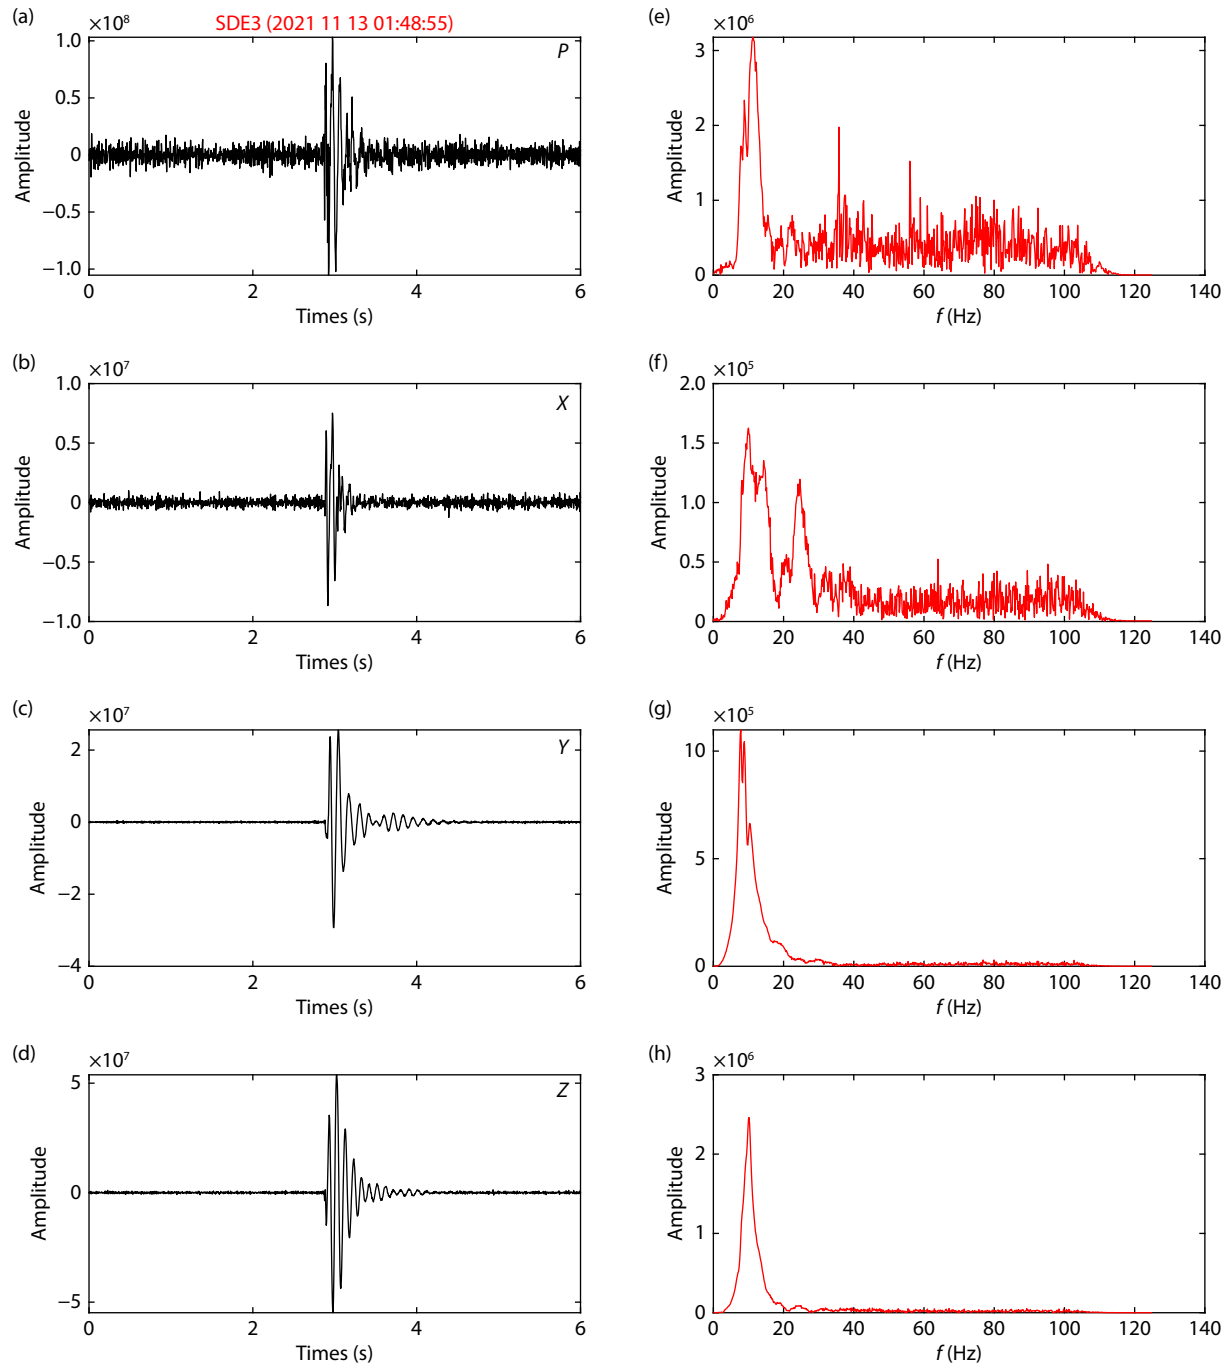 (a)
×10⁸
SDE3 (2021 11 13 01:48:55)
P
1.0
0.5
0
−0.5
−1.0
Amplitude
0 2 4 6
Times (s)
(e)
×10⁶
3
2
1
0
Amplitude
0 20 40 60 80 100 120 140
f (Hz)
(b)
×10⁷
X
1.0
0.5
0
−0.5
−1.0
Amplitude
0 2 4 6
Times (s)
(f)
×10⁵
2.0
1.5
1.0
0.5
0
Amplitude
0 20 40 60 80 100 120 140
f (Hz)
(c)
×10⁷
Y
2
0
−2
−4
Amplitude
0 2 4 6
Times (s)
(g)
×10⁵
10
5
0
Amplitude
0 20 40 60 80 100 120 140
f (Hz)
(d)
×10⁷
Z
5
0
−5
Amplitude
0 2 4 6
Times (s)
(h)
×10⁶
3
2
1
0
Amplitude
0 20 40 60 80 100 120 140
f (Hz)